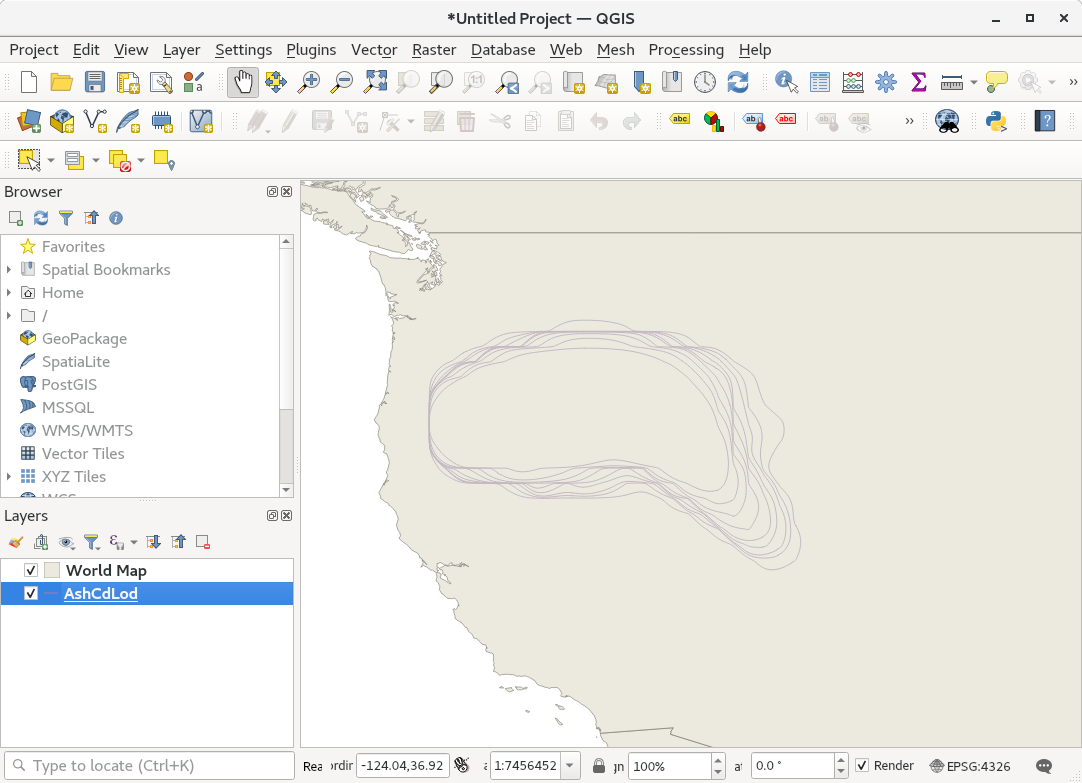 *Untitled Project — QGIS
Project Edit View Layer Settings Plugins Vector Raster Database Web Mesh Processing Help
Browser
Favorites
Spatial Bookmarks
Home
/
GeoPackage
SpatiaLite
PostGIS
MSSQL
WMS/WMTS
Vector Tiles
XYZ Tiles
WCS
Layers
World Map
AshCdLod
Type to locate (Ctrl+K) Rea ordir -124.04,36.92 1:7456452 100% 0.0 ° Render EPSG:4326